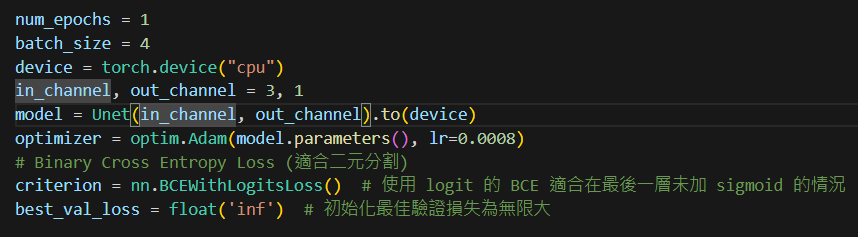 num_epochs = 1
batch_size = 4
device = torch.device("cpu")
in_channel, out_channel = 3, 1
model = Unet(in_channel, out_channel).to(device)
optimizer = optim.Adam(model.parameters(), lr=0.0008)
# Binary Cross Entropy Loss (適合二元分割)
criterion = nn.BCEWithLogitsLoss()  # 使用 logit 的 BCE 適合在最後一層未加 sigmoid 的情況
best_val_loss = float('inf')  # 初始化最佳驗證損失為無限大